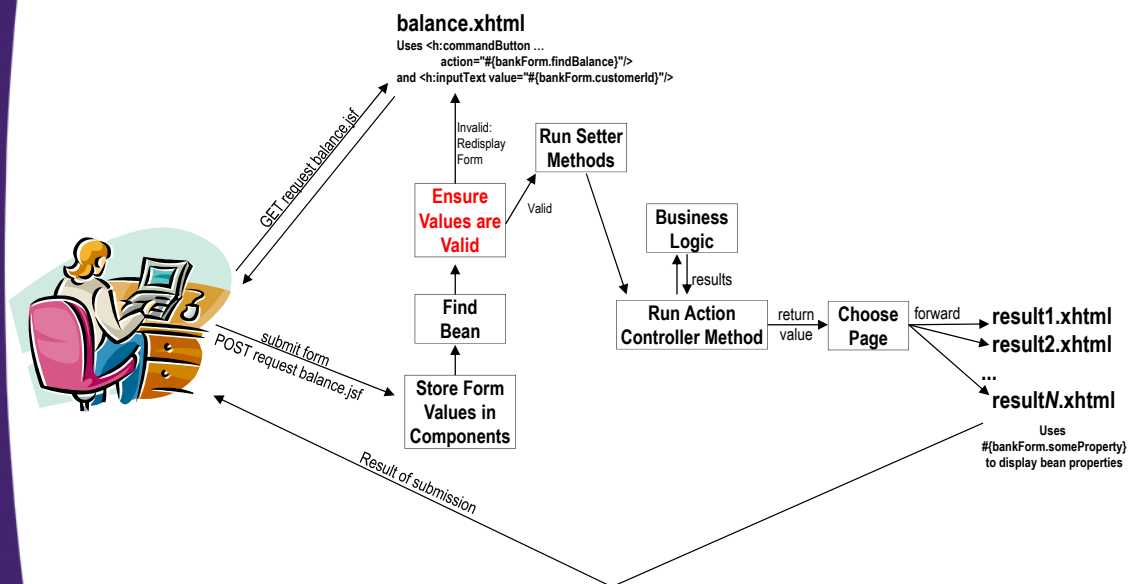 balance.xhtml
Uses <h:commandButton …
action="#{bankForm.findBalance}"/>
and <h:inputText value="#{bankForm.customerId}"/>
GET request balance.jsf
Invalid:
Redisplay
Form
Run Setter
Methods
Ensure
Values are
Valid
Valid
Business
Logic
results
Find
Bean
Run Action
Controller Method
return
value
Choose
Page
forward
result1.xhtml
result2.xhtml
...
resultN.xhtml
Uses
#{bankForm.someProperty}
to display bean properties
submit form
POST request balance.jsf
Store Form
Values in
Components
Result of submission